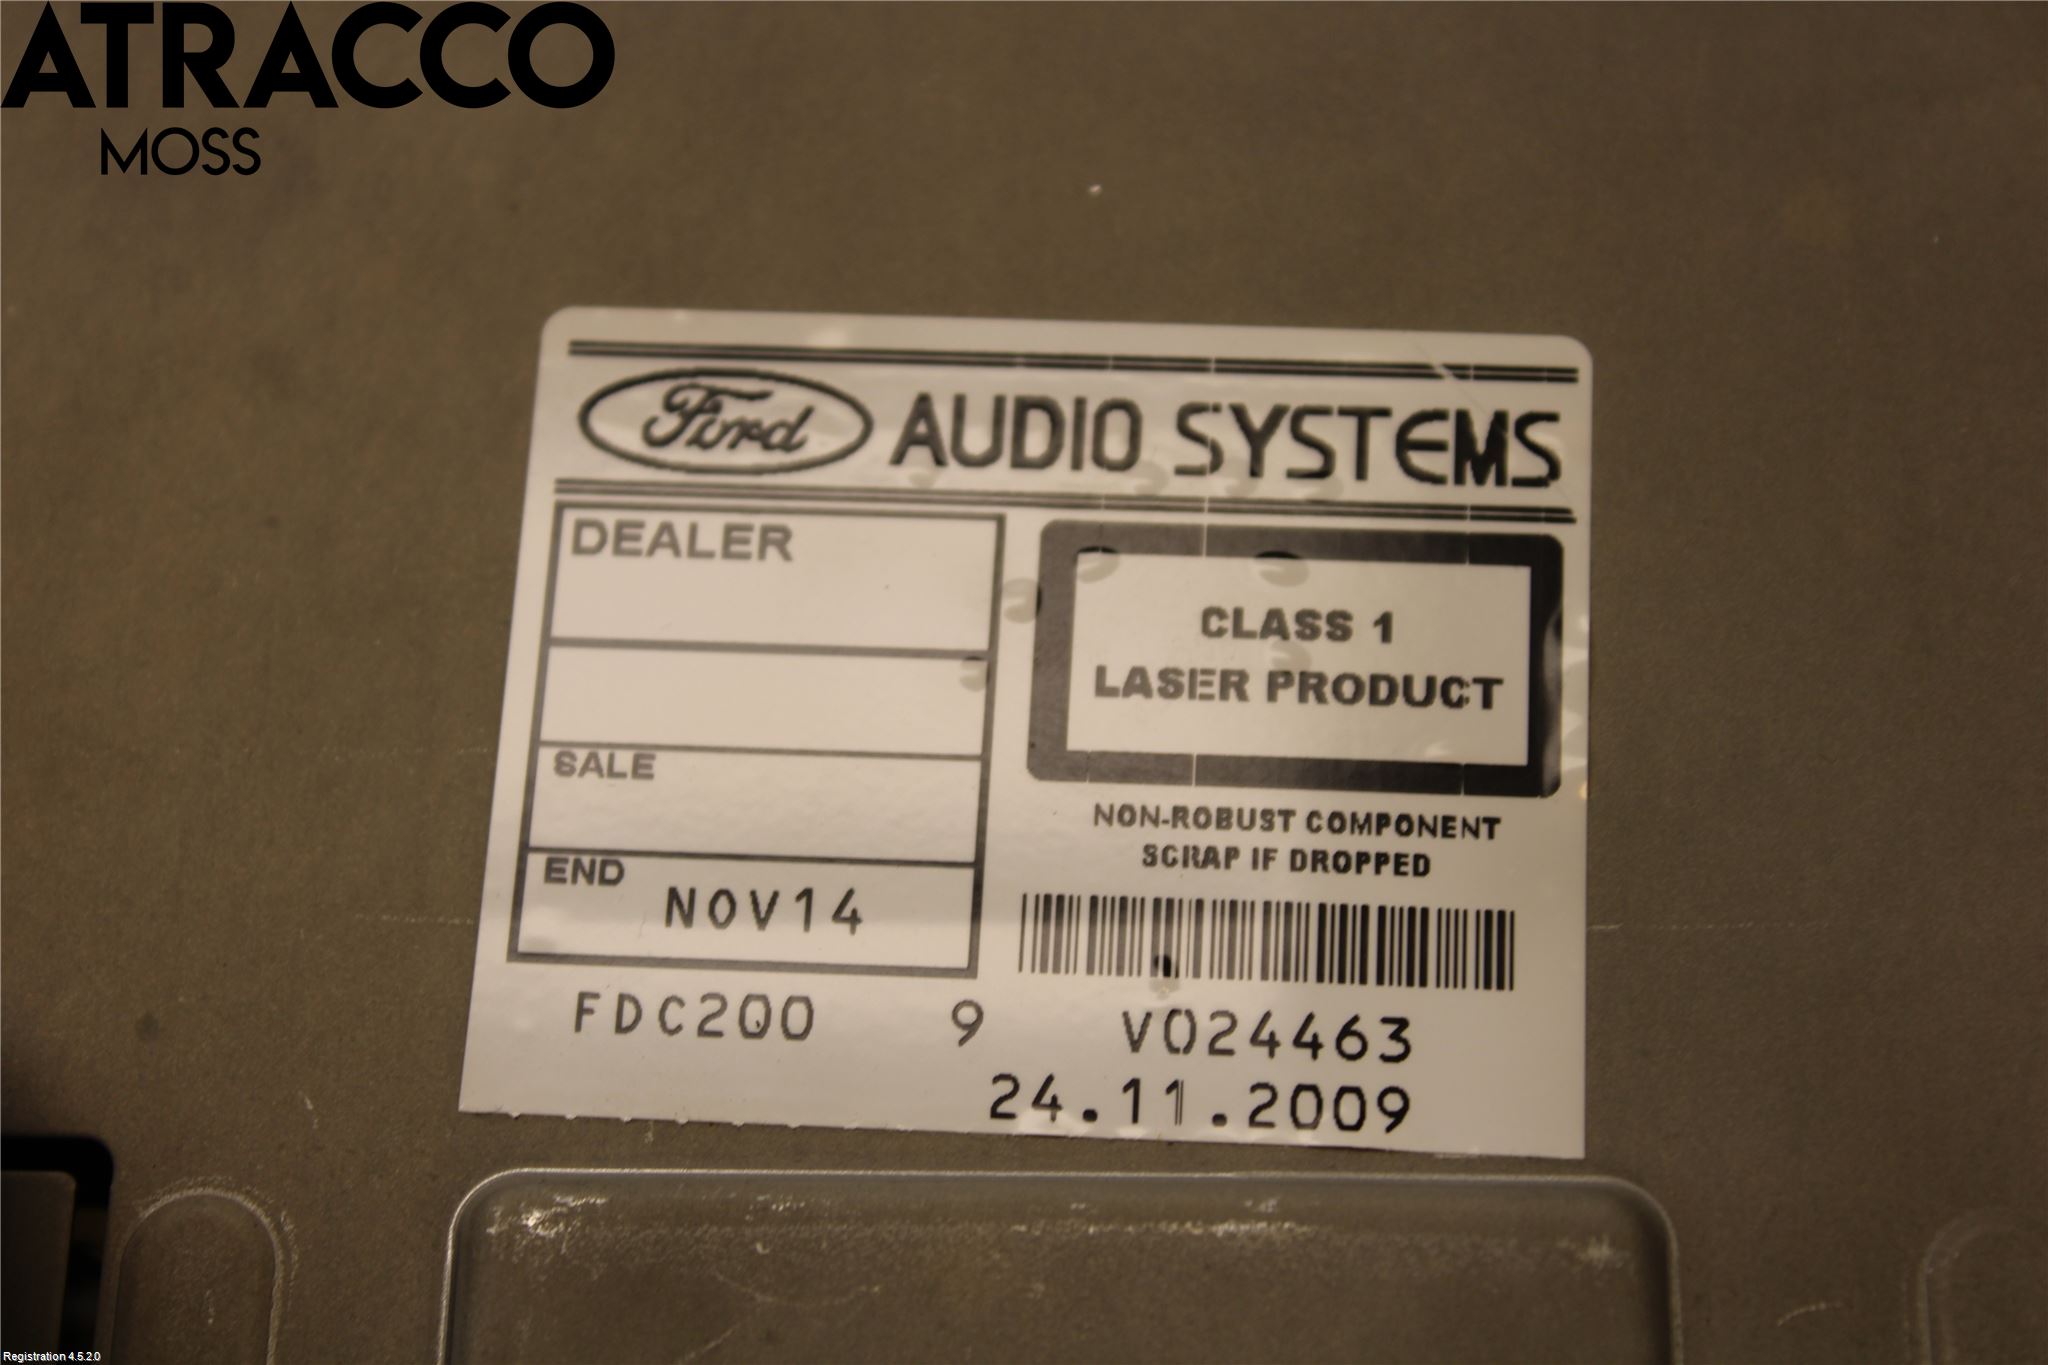 ATRACCO
MOSS
Ford AUDIO SYSTEMS
DEALER
SALE
END NOV14
CLASS 1
LASER PRODUCT
NON-ROBUST COMPONENT
SCRAP IF DROPPED
FDC200 9 V024463
24.11.2009
Registration 4.5.2.0